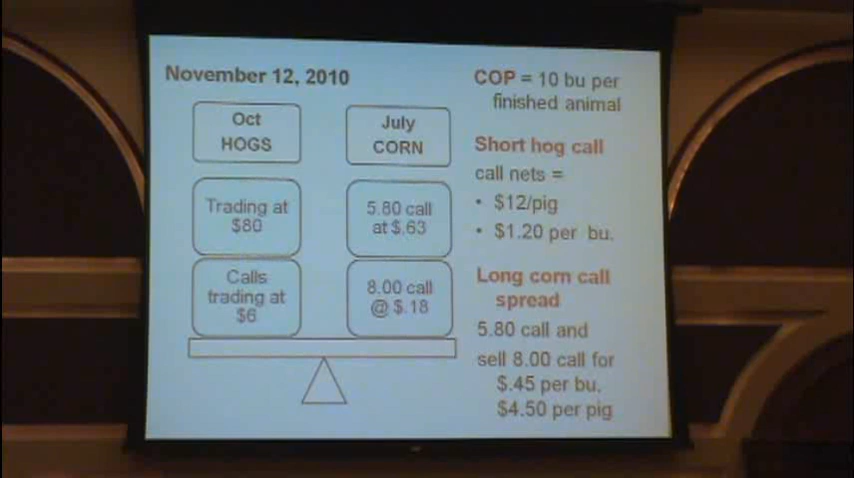 November 12, 2010
Oct
HOGS
July
CORN
Trading at
$80
5.80 call
at $.63
Calls
trading at
$6
8.00 call
@ $.18
COP = 10 bu per
finished animal
Short hog call
call nets =
• $12/pig
• $1.20 per bu.
Long corn call
spread
5.80 call and
sell 8.00 call for
$.45 per bu,
$4.50 per pig